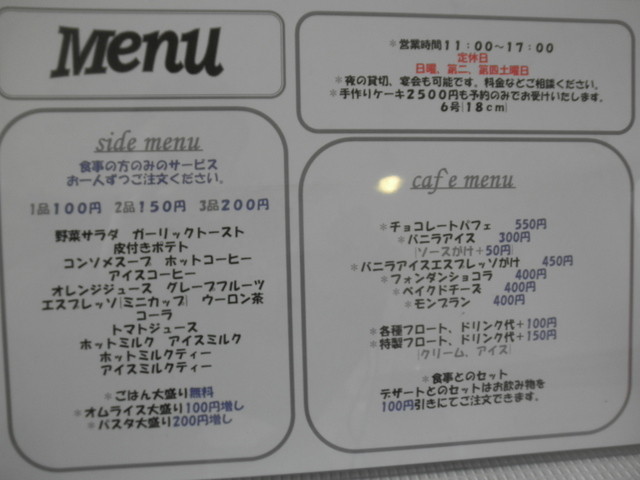 Menu
*営業時間11:00〜17:00
定休日
日曜、第二、第四土曜日
*夜の貸切、宴会も可能です。料金などご相談ください。
*手作りケーキ2500円も予約のみでお受けいたします。
6号(18cm)
side menu
食事の方のみのサービス
お一人ずつご注文ください。
1品100円 2品150円 3品200円
野菜サラダ ガーリックトースト
皮付きポテト
コンソメスープ ホットコーヒー
アイスコーヒー
オレンジジュース グレープフルーツ
エスプレッソ(ミニカップ) ウーロン茶
コーラ
トマトジュース
ホットミルク アイスミルク
ホットミルクティー
アイスミルクティー
*ごはん大盛り無料
*オムライス大盛り100円増し
*パスタ大盛り200円増し
cafe menu
*チョコレートパフェ 550円
*バニラアイス 300円
(ソースがけ+50円)
*バニラアイスエスプレッソがけ 450円
*フォンダンショコラ 400円
*ベイクドチーズ 400円
*モンブラン 400円
*各種フロート、ドリンク代+100円
*特製フロート、ドリンク代+150円
(クリーム、アイス)
*食事とのセット
デザートとのセットはお飲み物を
100円引きにてご注文できます。